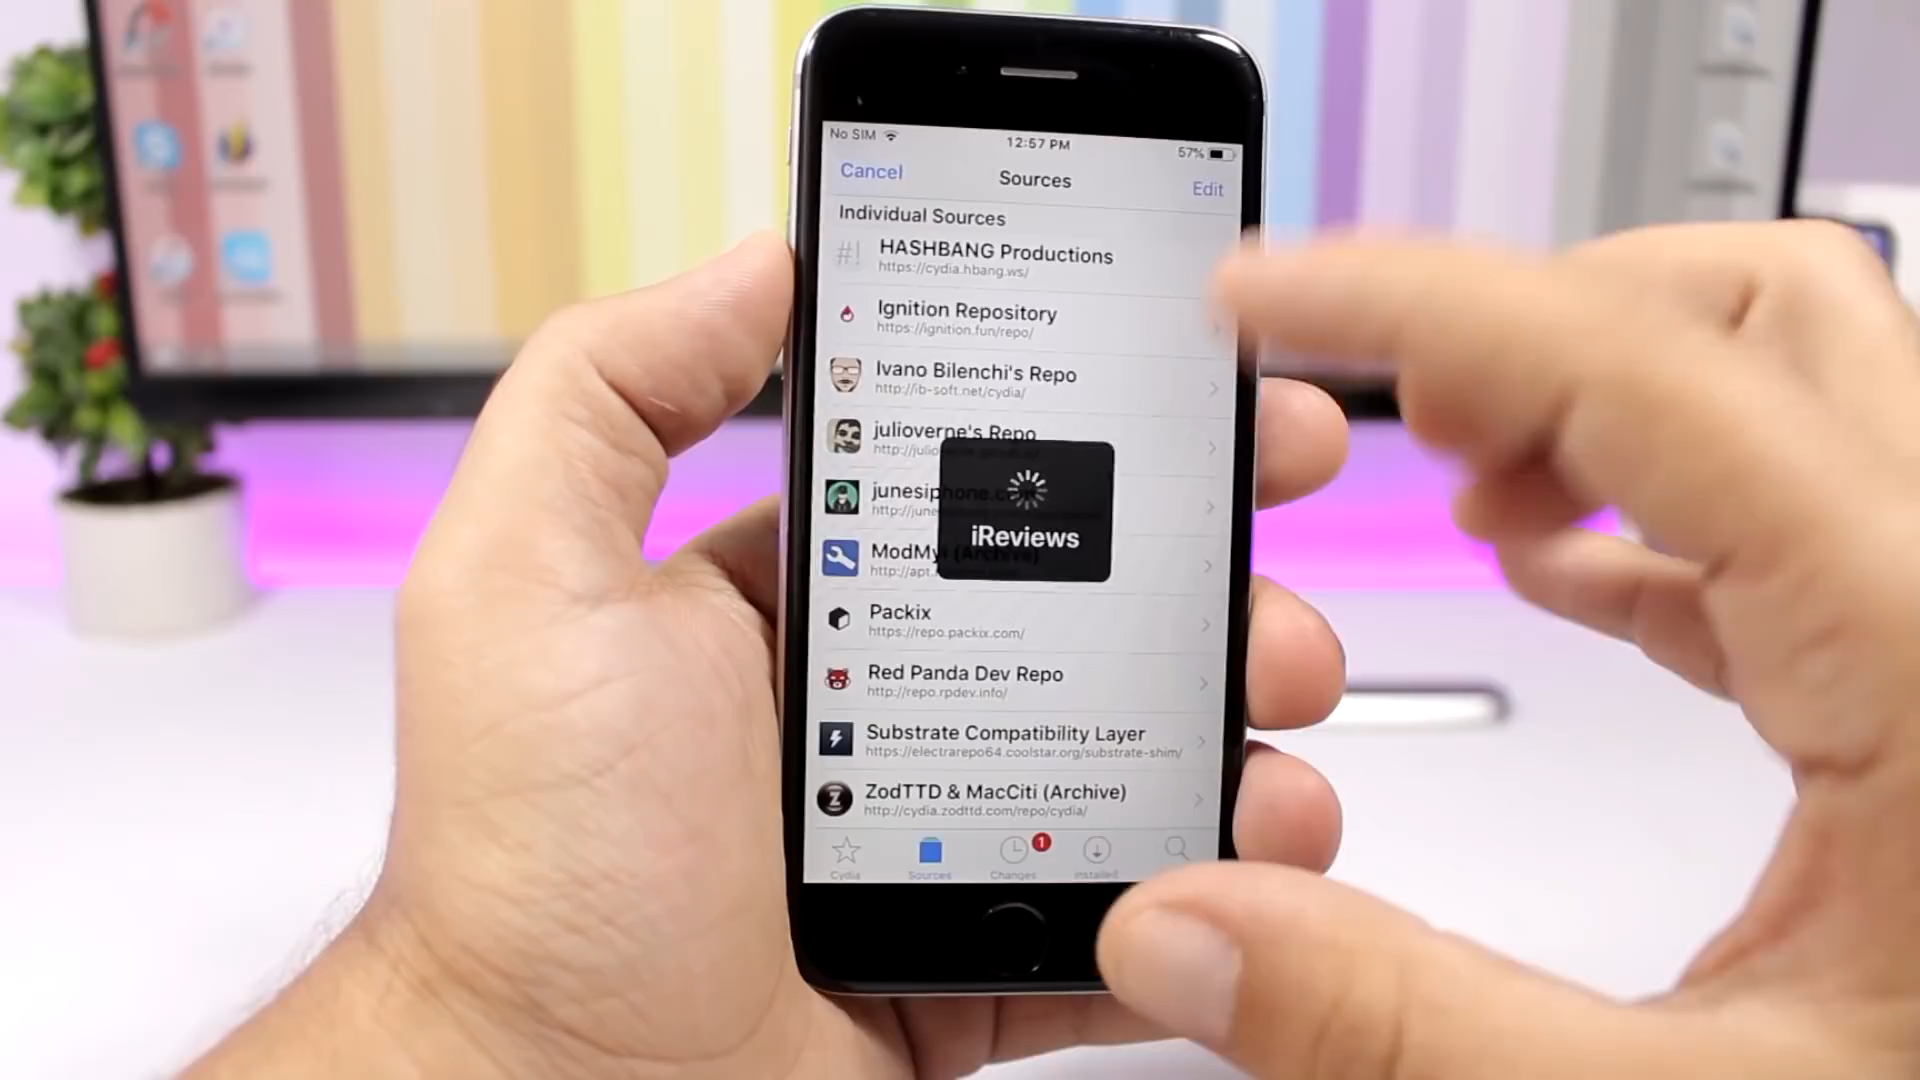 No SIM
12:57 PM
57%
Cancel
Sources
Edit
Individual Sources
#!
HASHBANG Productions
https://cydia.hbang.ws/
Ignition Repository
https://ignition.fun/repo/
Ivano Bilenchi's Repo
http://ib-soft.net/cydia/
julioverne's Repo
http://julio
junesiphone.c
http://june
iReviews
ModMyi (Archive)
http://apt.
Packix
https://repo.packix.com/
Red Panda Dev Repo
http://repo.rpdev.info/
Substrate Compatibility Layer
https://electrarepo64.coolstar.org/substrate-shim/
Z
ZodTTD & MacCiti (Archive)
http://cydia.zodttd.com/repo/cydia/
1
Cydia
Sources
Changes
Installed